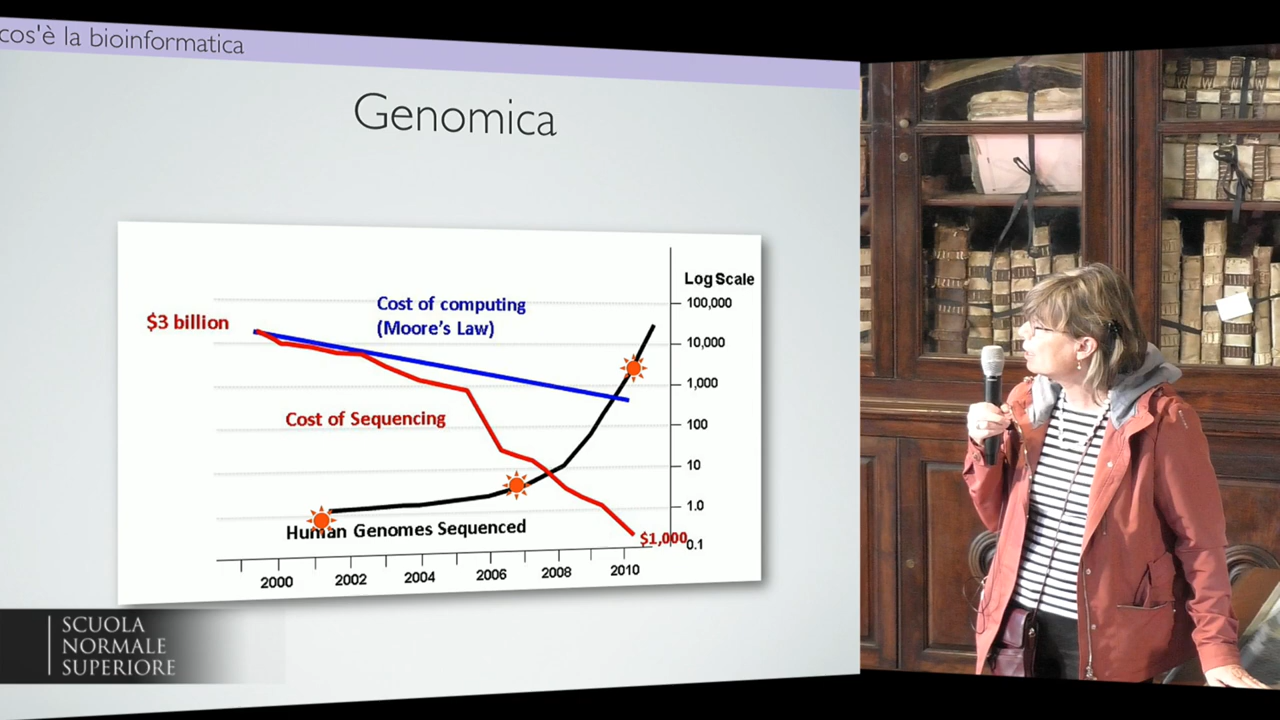 cos'è la bioinformatica
Genomica
Log Scale
100,000
10,000
1,000
100
10
1.0
0.1
$3 billion
Cost of computing
(Moore's Law)
Cost of Sequencing
Human Genomes Sequenced
$1,000
2000 2002 2004 2006 2008 2010
SCUOLA
NORMALE
SUPERIORE